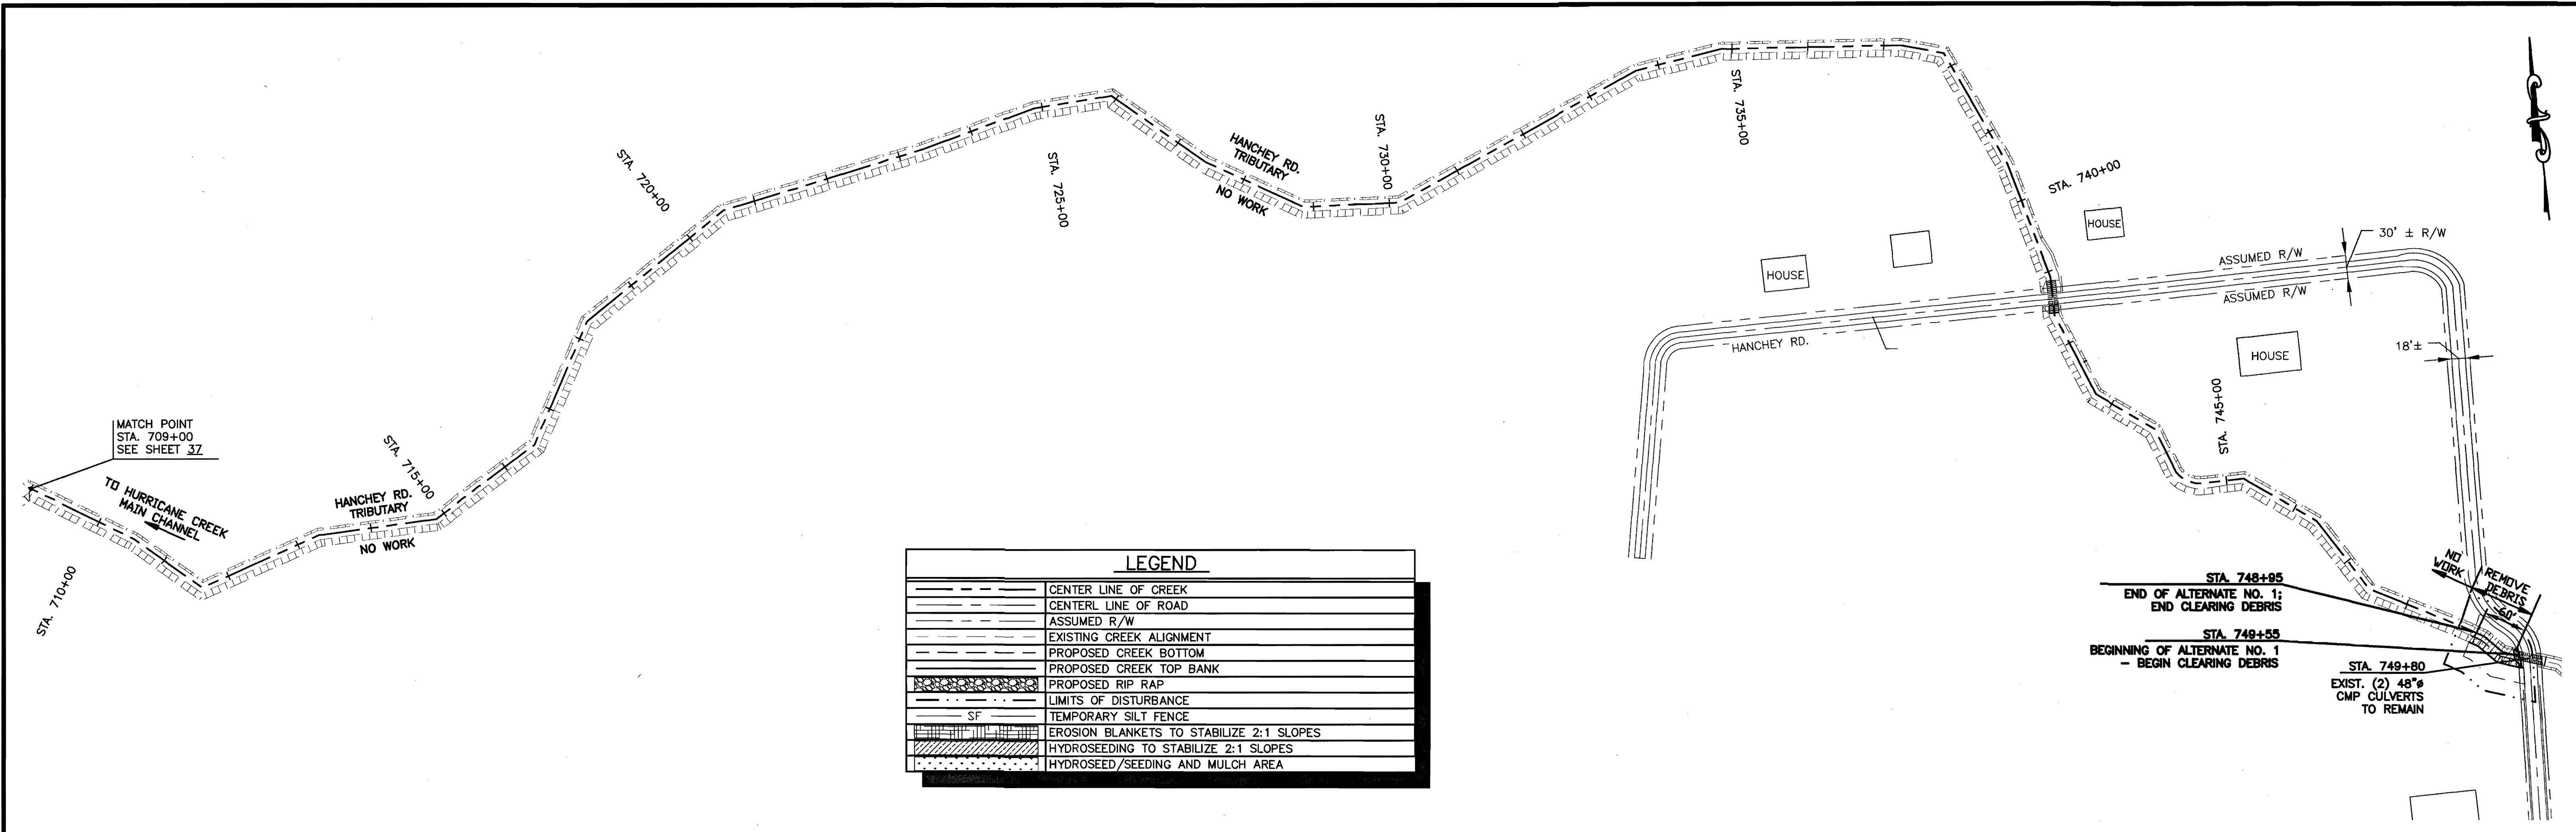 MATCH POINT
STA. 709+00
SEE SHEET 37
TO HURRICANE CREEK
MAIN CHANNEL
STA. 710+00
HANCHEY RD.
TRIBUTARY
NO WORK
STA. 715+00
STA. 720+00
STA. 725+00
HANCHEY RD.
TRIBUTARY
NO WORK
STA. 730+00
STA. 735+00
STA. 740+00
HOUSE
HOUSE
HANCHEY RD.
ASSUMED R/W
ASSUMED R/W
30' ± R/W
18'±
HOUSE
STA. 745+00
NO
WORK
REMOVE
DEBRIS
60'
STA. 748+95
END OF ALTERNATE NO. 1;
END CLEARING DEBRIS
STA. 749+55
BEGINNING OF ALTERNATE NO. 1
- BEGIN CLEARING DEBRIS
STA. 749+80
EXIST. (2) 48"ø
CMP CULVERTS
TO REMAIN
LEGEND
CENTER LINE OF CREEK
CENTERL LINE OF ROAD
ASSUMED R/W
EXISTING CREEK ALIGNMENT
PROPOSED CREEK BOTTOM
PROPOSED CREEK TOP BANK
PROPOSED RIP RAP
LIMITS OF DISTURBANCE
SF TEMPORARY SILT FENCE
EROSION BLANKETS TO STABILIZE 2:1 SLOPES
HYDROSEEDING TO STABILIZE 2:1 SLOPES
HYDROSEED/SEEDING AND MULCH AREA